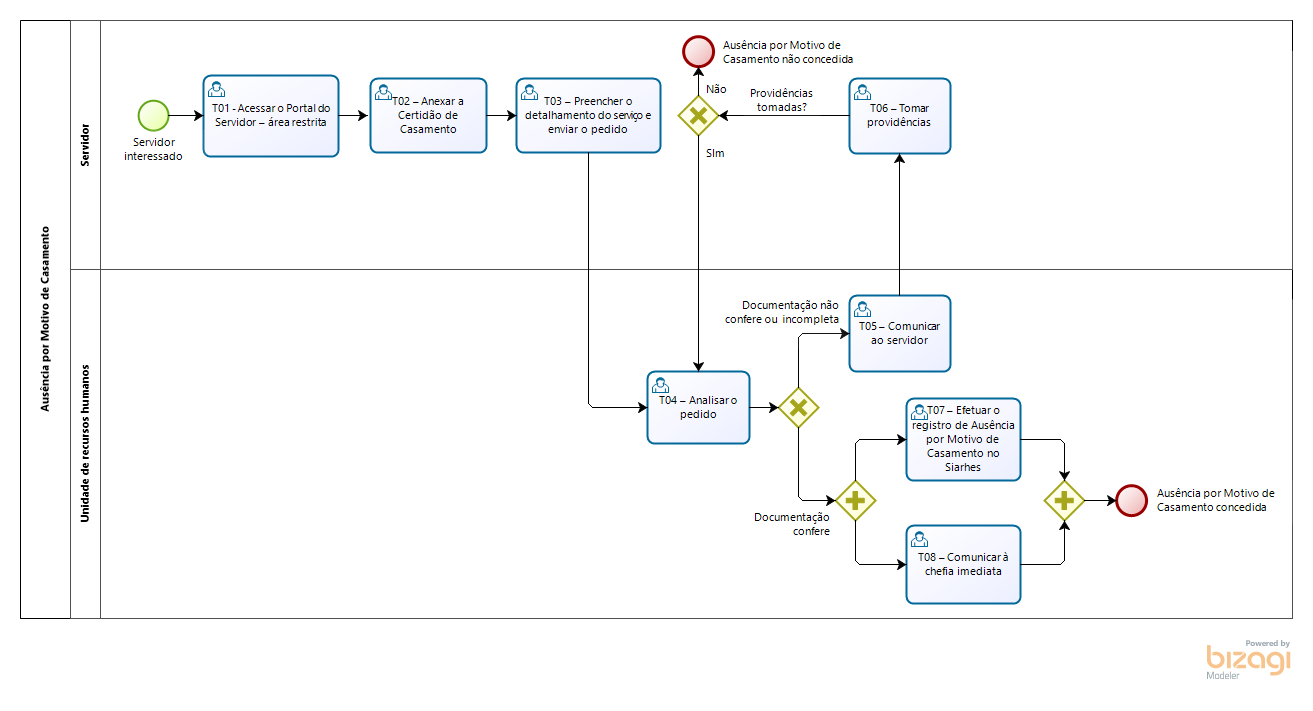 Ausência por Motivo de Casamento
Servidor
Unidade de recursos humanos
Servidor
interessado
T01 - Acessar o Portal do
Servidor – área restrita
T02 – Anexar a
Certidão de
Casamento
T03 – Preencher o
detalhamento do serviço e
enviar o pedido
Ausência por Motivo de
Casamento não concedida
Não
SIm
Providências
tomadas?
T06 – Tomar
providências
Documentação não
confere ou incompleta
T05 – Comunicar
ao servidor
T04 – Analisar o
pedido
Documentação
confere
T07 – Efetuar o
registro de Ausência
por Motivo de
Casamento no
Siarhes
T08 – Comunicar à
chefia imediata
Ausência por Motivo de
Casamento concedida
Powered by
bizagi
Modeler